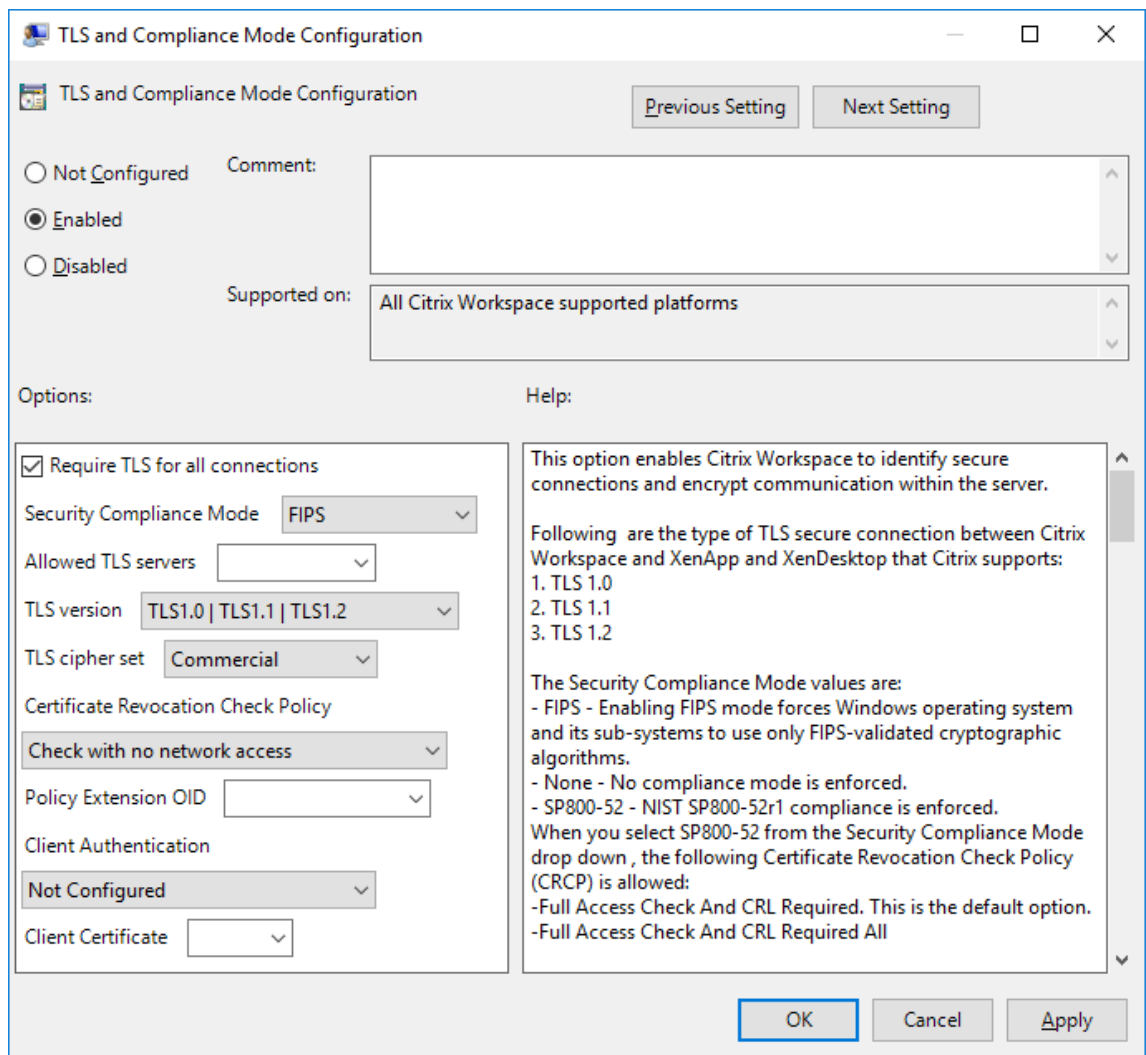 TLS and Compliance Mode Configuration
TLS and Compliance Mode Configuration
Previous Setting
Next Setting
Not Configured
Comment:
Enabled
Disabled
Supported on:
All Citrix Workspace supported platforms
Options:
Help:
Require TLS for all connections
Security Compliance Mode FIPS
Allowed TLS servers
TLS version TLS1.0 | TLS1.1 | TLS1.2
TLS cipher set Commercial
Certificate Revocation Check Policy
Check with no network access
Policy Extension OID
Client Authentication
Not Configured
Client Certificate
This option enables Citrix Workspace to identify secure
connections and encrypt communication within the server.
Following are the type of TLS secure connection between Citrix
Workspace and XenApp and XenDesktop that Citrix supports:
1. TLS 1.0
2. TLS 1.1
3. TLS 1.2
The Security Compliance Mode values are:
- FIPS - Enabling FIPS mode forces Windows operating system
and its sub-systems to use only FIPS-validated cryptographic
algorithms.
- None - No compliance mode is enforced.
- SP800-52 - NIST SP800-52r1 compliance is enforced.
When you select SP800-52 from the Security Compliance Mode
drop down , the following Certificate Revocation Check Policy
(CRCP) is allowed:
-Full Access Check And CRL Required. This is the default option.
-Full Access Check And CRL Required All
OK
Cancel
Apply